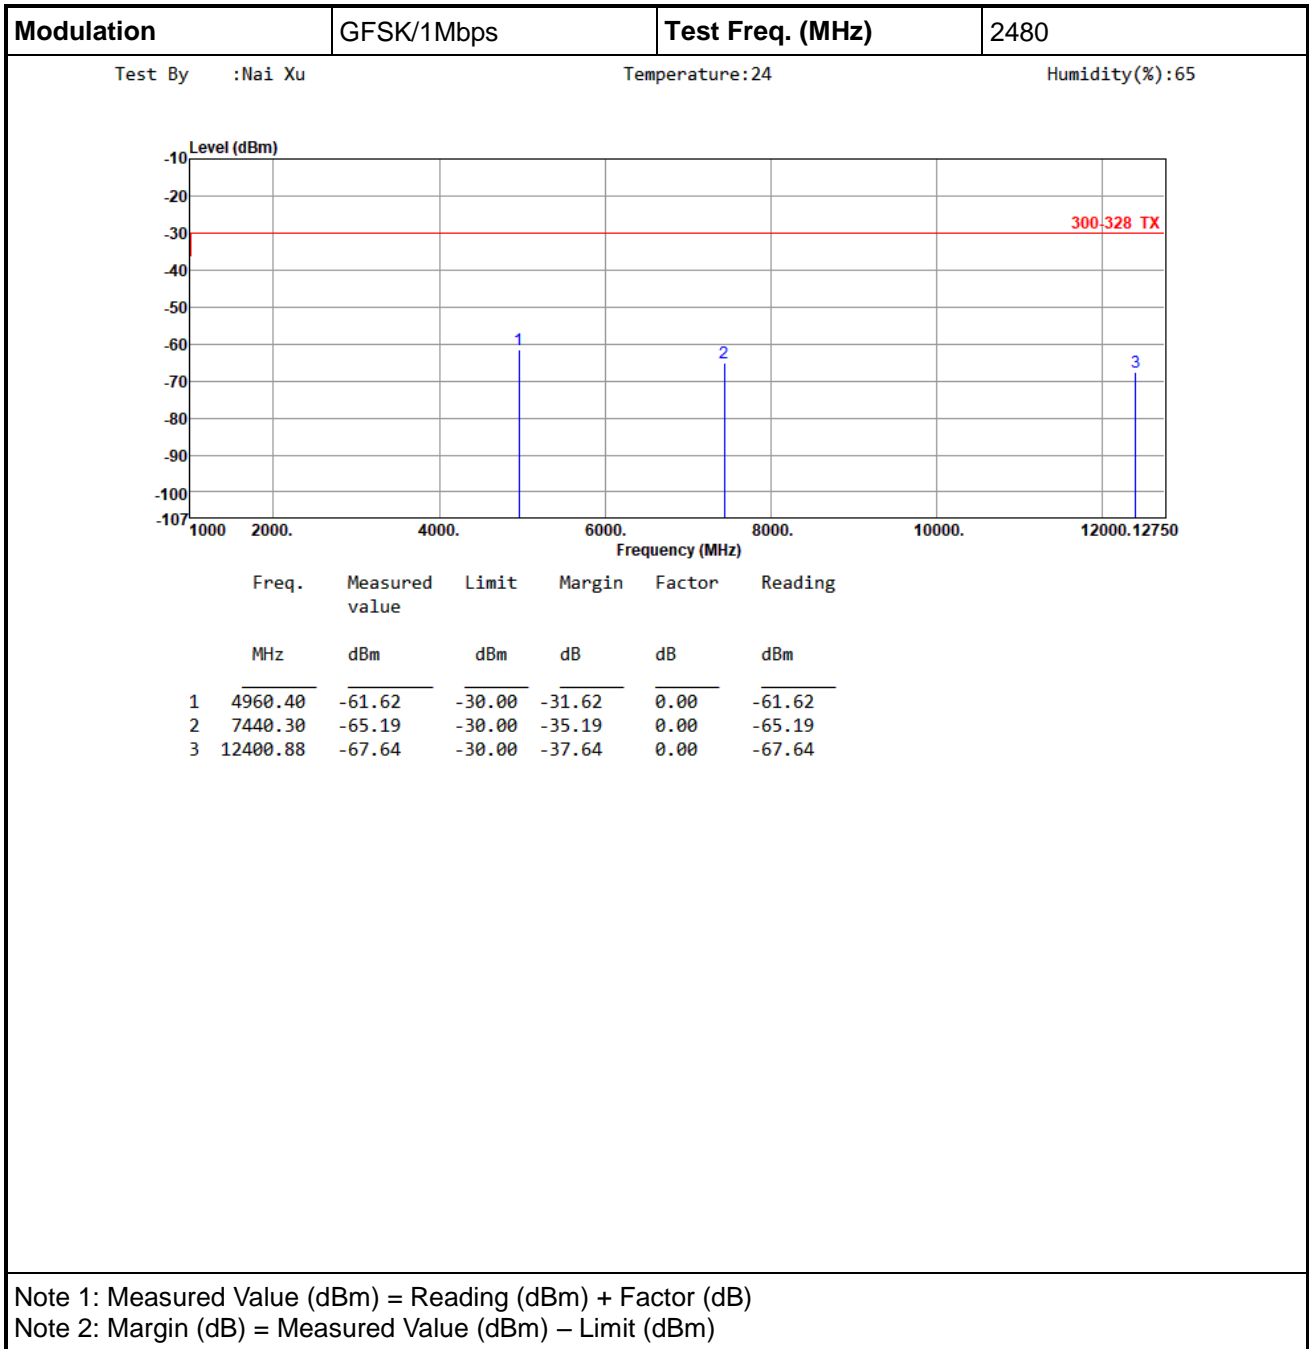 Modulation GFSK/1Mbps Test Freq. (MHz) 2480
Test By :Nai Xu Temperature:24 Humidity(%):65
Level (dBm)
-10
-20
300-328 TX
-30
-40
-50
1
-60
2
3
-70
-80
-90
-100
-107
1000 2000. 4000. 6000. 8000. 10000. 12000. 12750
Frequency (MHz)
Freq. Measured Limit Margin Factor Reading
value
MHz dBm dBm dB dB dBm
1 4960.40 -61.62 -30.00 -31.62 0.00 -61.62
2 7440.30 -65.19 -30.00 -35.19 0.00 -65.19
3 12400.88 -67.64 -30.00 -37.64 0.00 -67.64
Note 1: Measured Value (dBm) = Reading (dBm) + Factor (dB)
Note 2: Margin (dB) = Measured Value (dBm) – Limit (dBm)